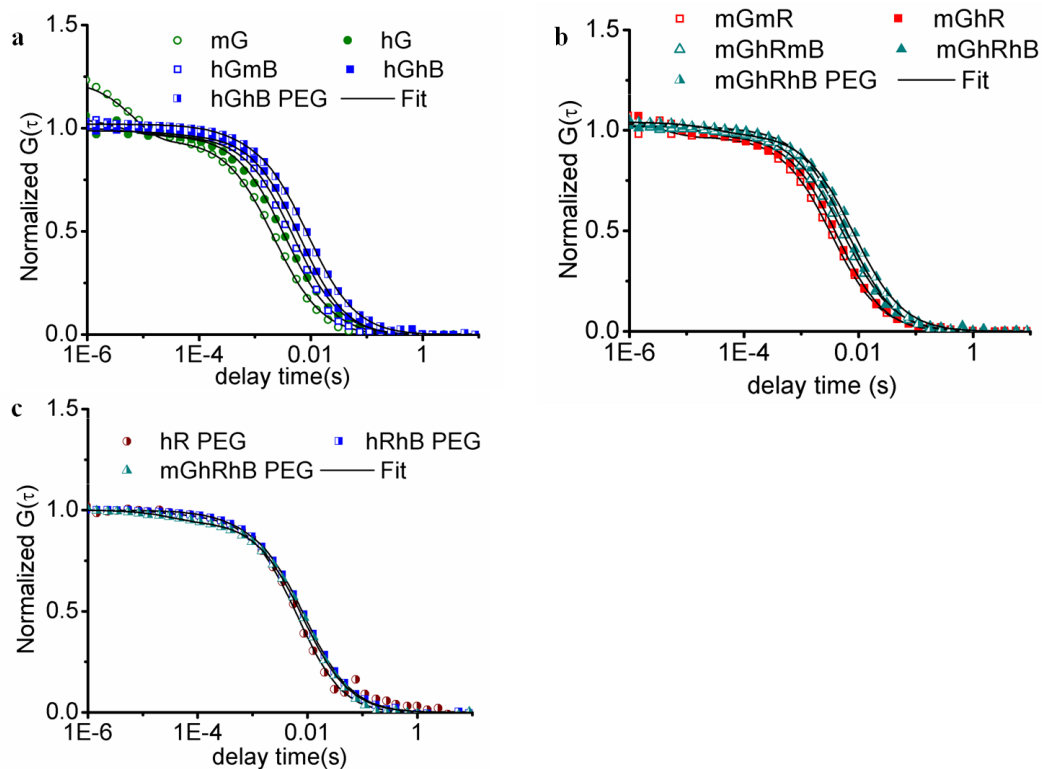 a
mG hG
hGmB hGhB
hGhB PEG Fit
Normalized G(τ)
1.5
1.0
0.5
0.0
1E-6 1E-4 0.01 1
delay time(s)
b
mGmR mGhR
mGhRmB mGhRhB
mGhRhB PEG Fit
Normalized G(τ)
1.5
1.0
0.5
0.0
1E-6 1E-4 0.01 1
delay time (s)
c
hR PEG hRhB PEG
mGhRhB PEG Fit
Normalized G(τ)
1.5
1.0
0.5
0.0
1E-6 1E-4 0.01 1
delay time(s)